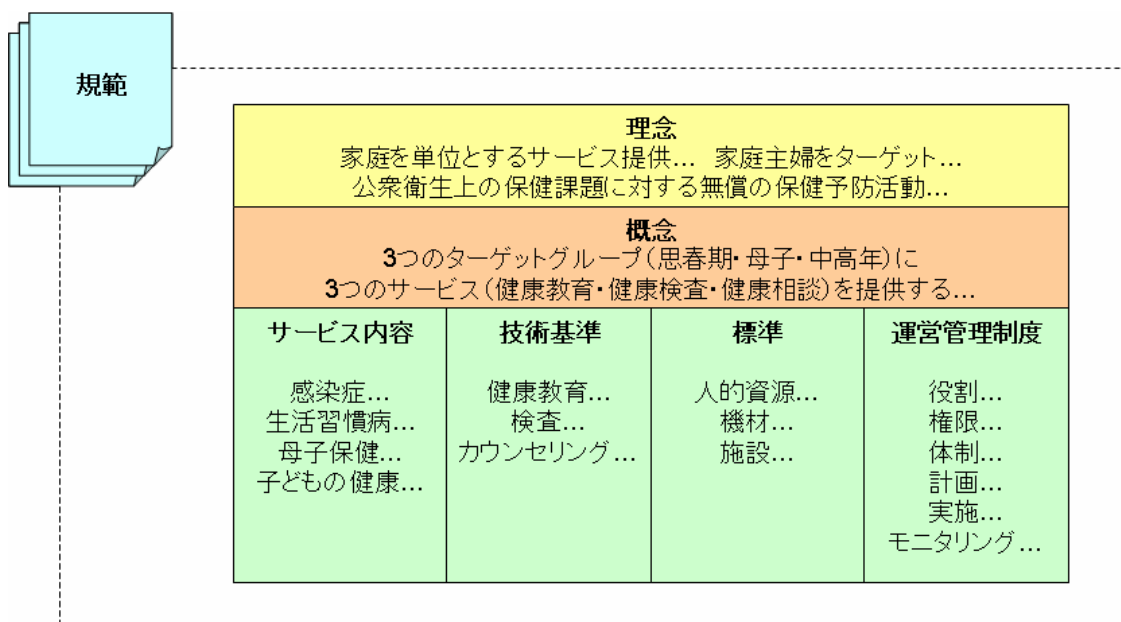 規範
理念
家庭を単位とするサービス提供... 家庭主婦をターゲット...
公衆衛生上の保健課題に対する無償の保健予防活動...
概念
3つのターゲットグループ(思春期・母子・中高年)に
3つのサービス(健康教育・健康検査・健康相談)を提供する...
サービス内容
感染症...
生活習慣病...
母子保健...
子どもの健康...
技術基準
健康教育...
検査...
カウンセリング...
標準
人的資源...
機材...
施設...
運営管理制度
役割...
権限...
体制...
計画...
実施...
モニタリング...